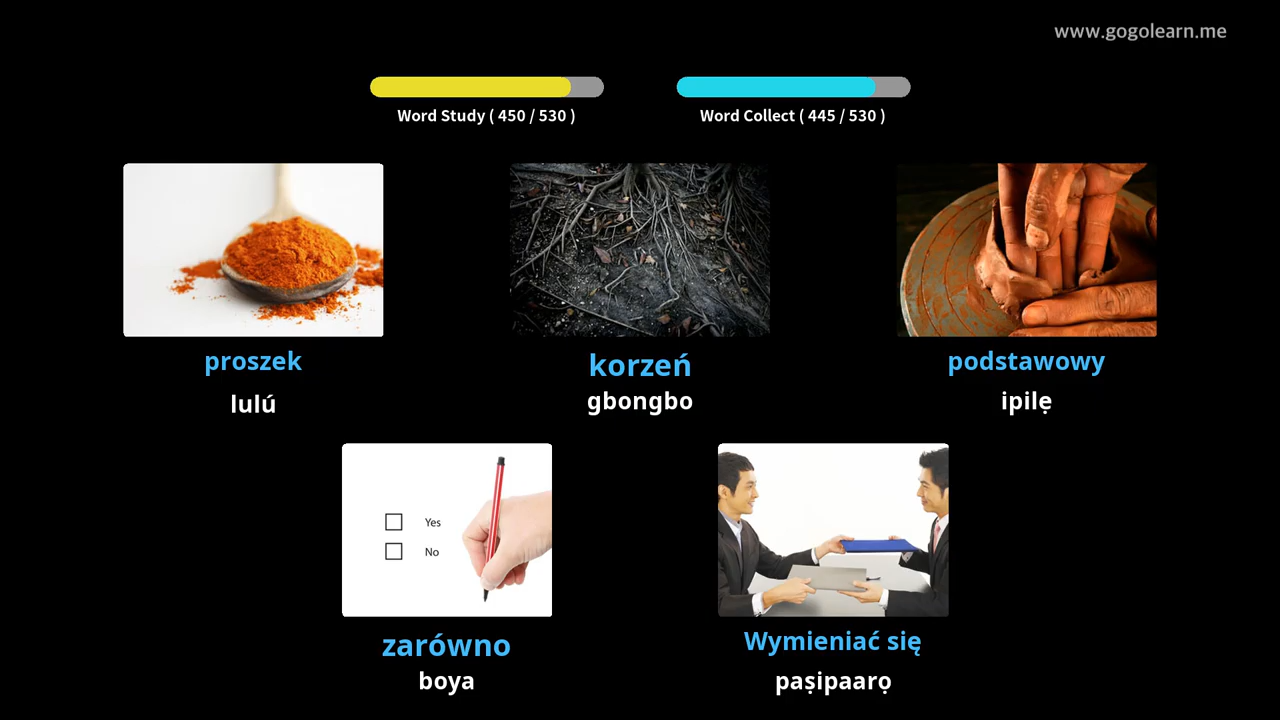 www.gogolearn.me
Word Study ( 450 / 530 )
Word Collect ( 445 / 530 )
proszek
korzeń
podstawowy
lulú
gbongbo
ipilẹ
Yes
No
zarówno
Wymieniać się
boya
paṣipaarọ